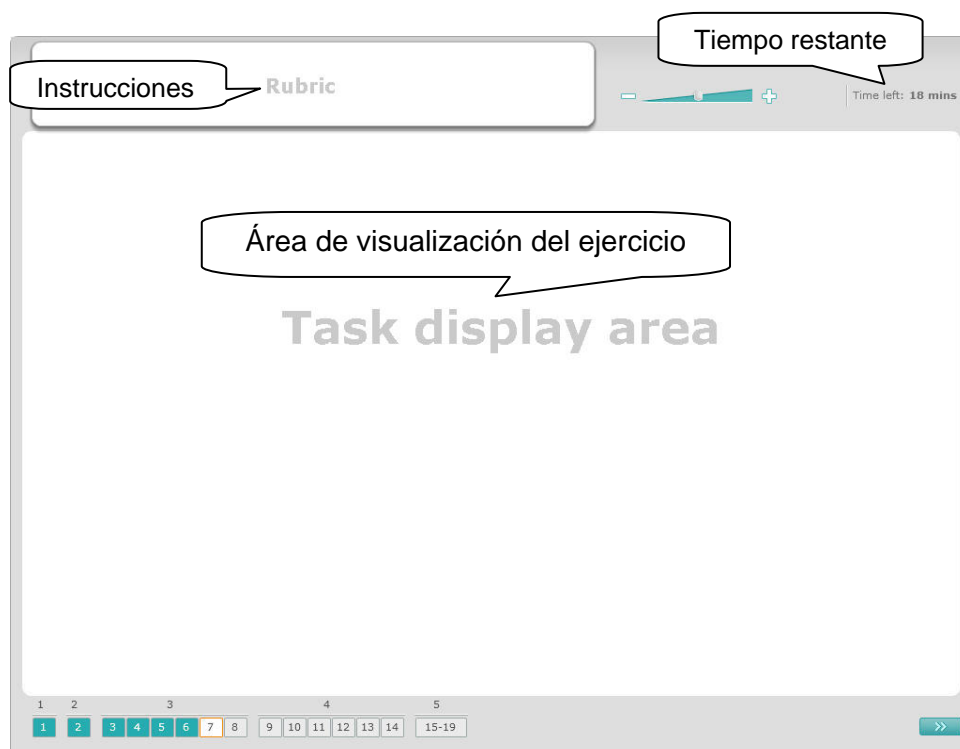 Tiempo restante
Instrucciones
Rubric
Time left: 18 mins
Área de visualización del ejercicio
Task display area
1 2 3 4 5
1 2 3 4 5 6 7 8 9 10 11 12 13 14 15-19 >>